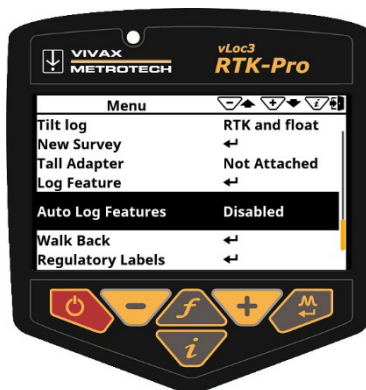 VIVAX
METROTECH
vLoc3
RTK-Pro
Menu - + i
Tilt log RTK and float
New Survey
Tall Adapter Not Attached
Log Feature
Auto Log Features Disabled
Walk Back
Regulatory Labels
- f + M
i